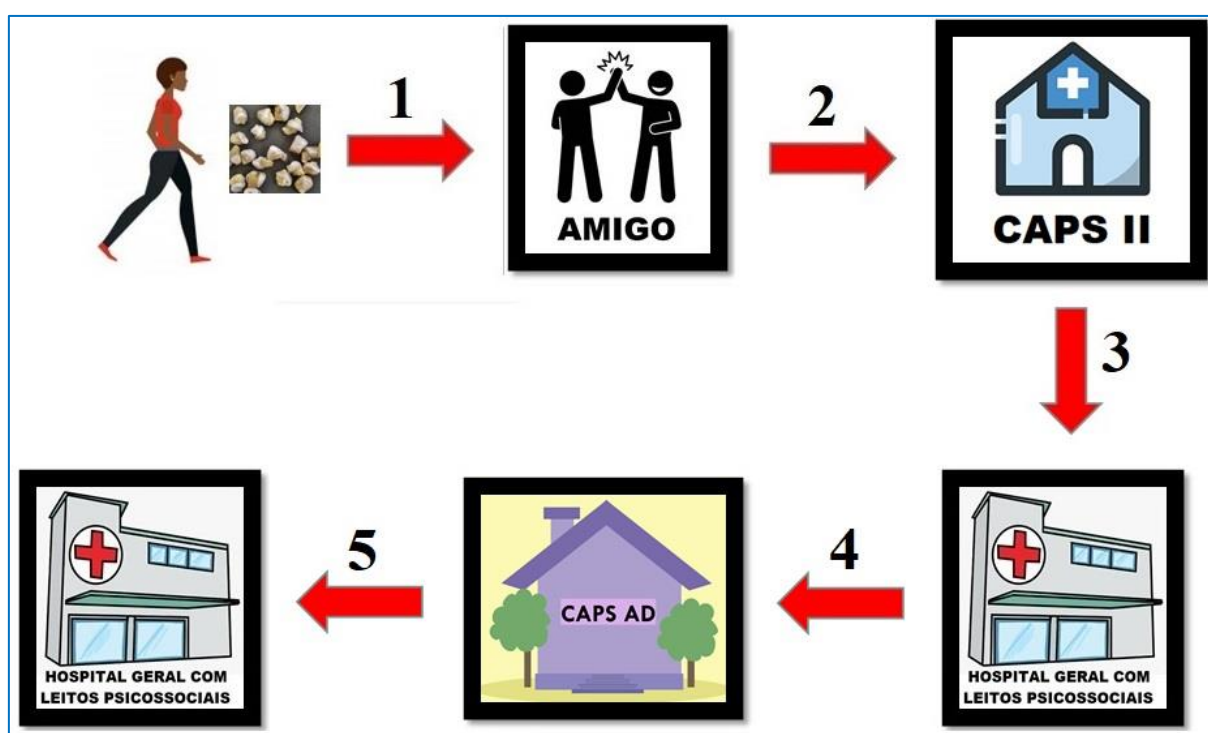 1
AMIGO
2
CAPS II
3
HOSPITAL GERAL COM
LEITOS PSICOSSOCIAIS
4
CAPS AD
5
HOSPITAL GERAL COM
LEITOS PSICOSSOCIAIS